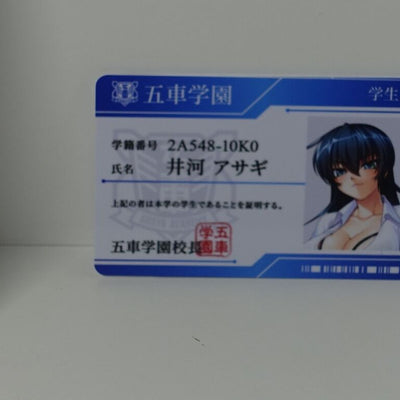 五車学園
学生
学籍番号 2A548-10K0
氏名 井河 アサギ
上記の者は本学の学生であることを証明する。
五車学園校長
五車
学園